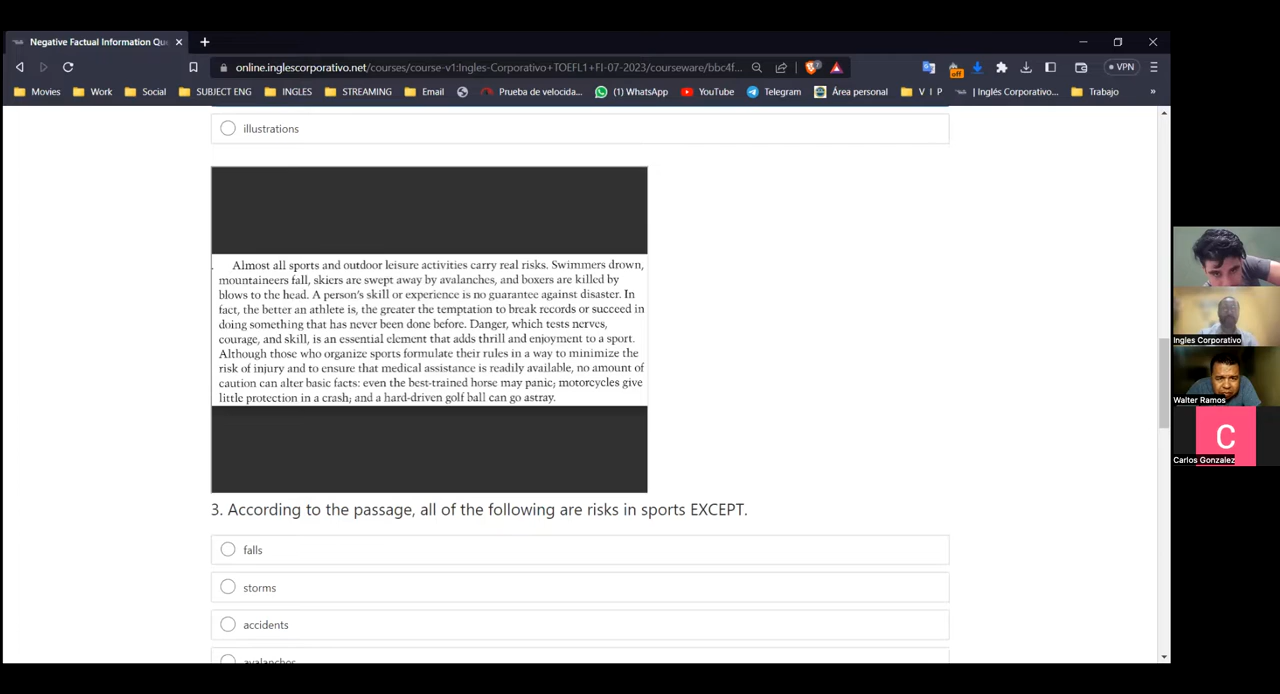 Negative Factual Information Qu
online.inglescorporativo.net/courses/course-v1:Ingles-Corporativo+TOEFL1+FI-07-2023/courseware/bbc4f...
7
off
VPN
Movies
Work
Social
SUBJECT ENG
INGLES
STREAMING
Email
Prueba de velocida...
(1) WhatsApp
YouTube
Telegram
Área personal
V I P
| Inglés Corporativo...
Trabajo
»
illustrations
Almost all sports and outdoor leisure activities carry real risks. Swimmers drown,
mountaineers fall, skiers are swept away by avalanches, and boxers are killed by
blows to the head. A person's skill or experience is no guarantee against disaster. In
fact, the better an athlete is, the greater the temptation to break records or succeed in
doing something that has never been done before. Danger, which tests nerves,
courage, and skill, is an essential element that adds thrill and enjoyment to a sport.
Although those who organize sports formulate their rules in a way to minimize the
risk of injury and to ensure that medical assistance is readily available, no amount of
caution can alter basic facts: even the best-trained horse may panic; motorcycles give
little protection in a crash; and a hard-driven golf ball can go astray.
3. According to the passage, all of the following are risks in sports EXCEPT.
falls
storms
accidents
avalanches
Ingles Corporativo
Walter Ramos
C
Carlos Gonzalez